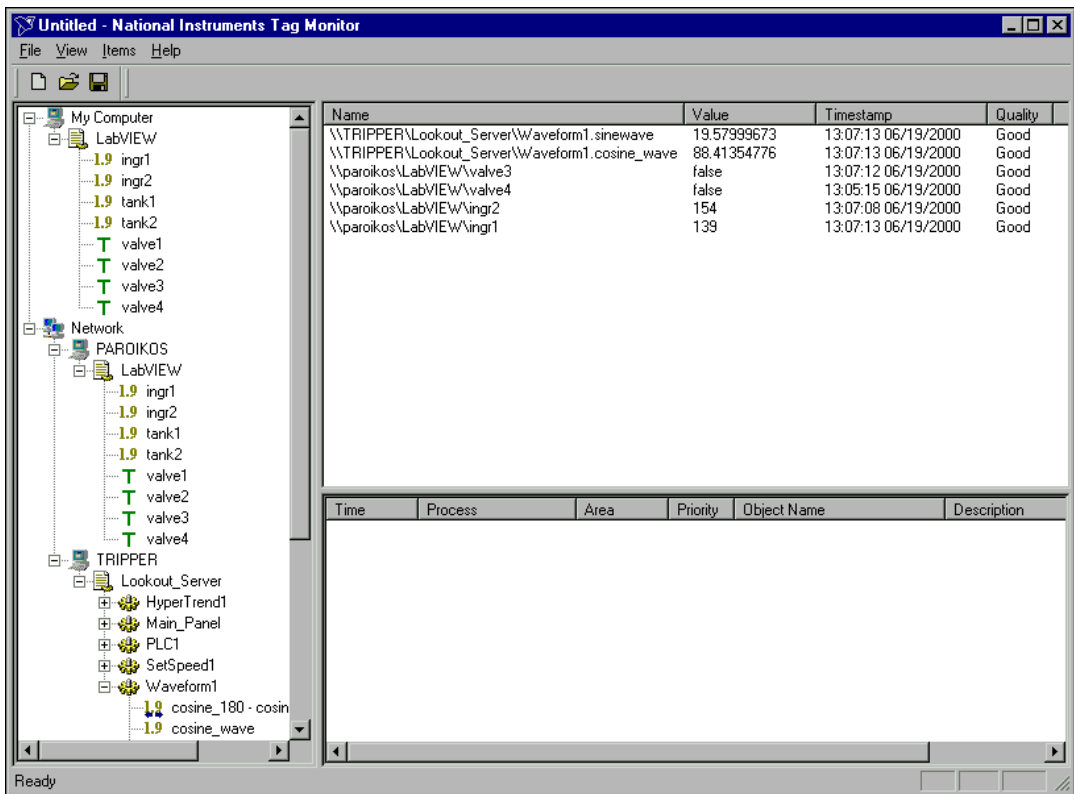 Untitled - National Instruments Tag Monitor
File View Items Help
My Computer
LabVIEW
1.9 ingr1
1.9 ingr2
1.9 tank1
1.9 tank2
T valve1
T valve2
T valve3
T valve4
Network
PAROIKOS
LabVIEW
1.9 ingr1
1.9 ingr2
1.9 tank1
1.9 tank2
T valve1
T valve2
T valve3
T valve4
TRIPPER
Lookout_Server
HyperTrend1
Main_Panel
PLC1
SetSpeed1
Waveform1
1.9 cosine_180 - cosin
1.9 cosine_wave
Name Value Timestamp Quality
\\TRIPPER\Lookout_Server\Waveform1.sinewave 19.57999673 13:07:13 06/19/2000 Good
\\TRIPPER\Lookout_Server\Waveform1.cosine_wave 88.41354776 13:07:13 06/19/2000 Good
\\paroikos\LabVIEW\valve3 false 13:07:12 06/19/2000 Good
\\paroikos\LabVIEW\valve4 false 13:05:15 06/19/2000 Good
\\paroikos\LabVIEW\ingr2 154 13:07:08 06/19/2000 Good
\\paroikos\LabVIEW\ingr1 139 13:07:13 06/19/2000 Good
Time Process Area Priority Object Name Description
Ready